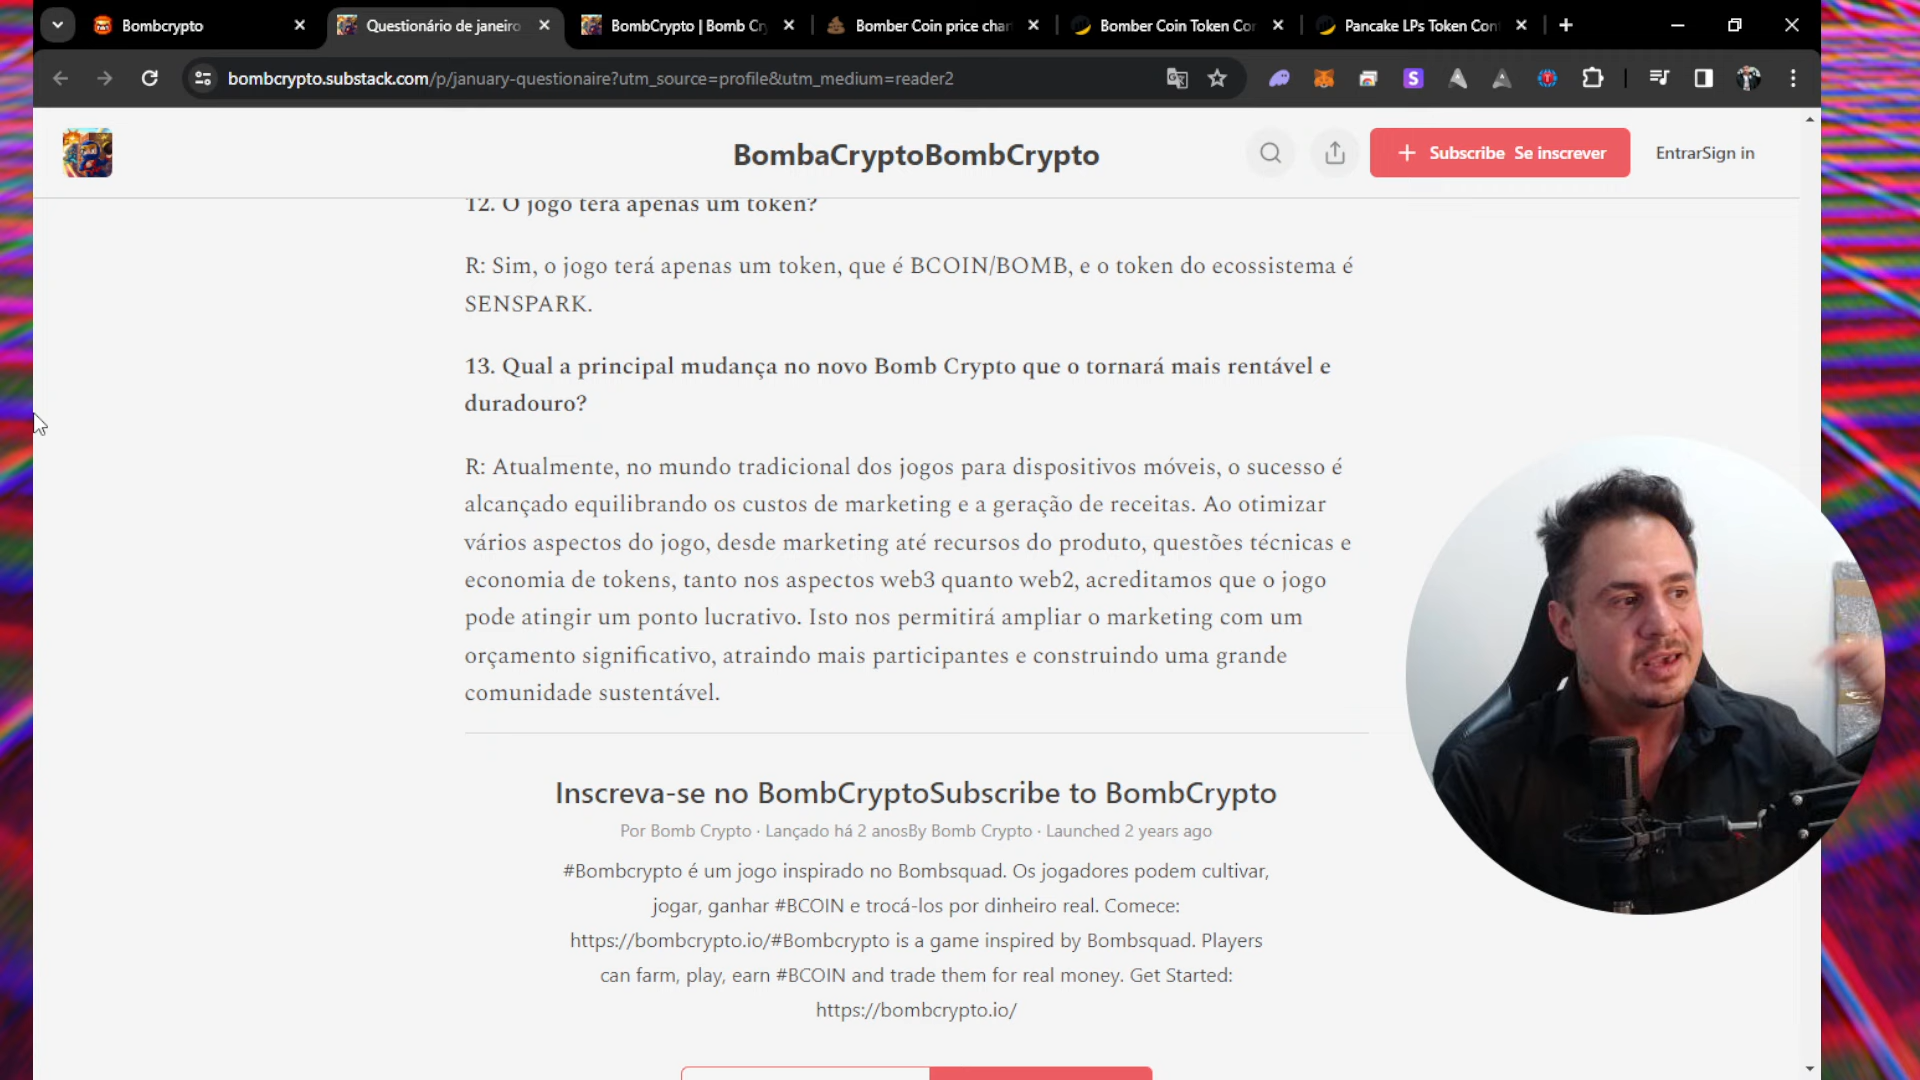 Bombcrypto
Questionário de janeiro
BombCrypto | Bomb Cr
Bomber Coin price char
Bomber Coin Token Cor
Pancake LPs Token Con
bombcrypto.substack.com/p/january-questionaire?utm_source=profile&utm_medium=reader2
BombaCryptoBombCrypto
Subscribe Se inscrever
EntrarSign in
12. O jogo terá apenas um token?
R: Sim, o jogo terá apenas um token, que é BCOIN/BOMB, e o token do ecossistema é
SENSPARK.
13. Qual a principal mudança no novo Bomb Crypto que o tornará mais rentável e
duradouro?
R: Atualmente, no mundo tradicional dos jogos para dispositivos móveis, o sucesso é
alcançado equilibrando os custos de marketing e a geração de receitas. Ao otimizar
vários aspectos do jogo, desde marketing até recursos do produto, questões técnicas e
economia de tokens, tanto nos aspectos web3 quanto web2, acreditamos que o jogo
pode atingir um ponto lucrativo. Isto nos permitirá ampliar o marketing com um
orçamento significativo, atraindo mais participantes e construindo uma grande
comunidade sustentável.
Inscreva-se no BombCryptoSubscribe to BombCrypto
Por Bomb Crypto · Lançado há 2 anosBy Bomb Crypto · Launched 2 years ago
#Bombcrypto é um jogo inspirado no Bombsquad. Os jogadores podem cultivar,
jogar, ganhar #BCOIN e trocá-los por dinheiro real. Comece:
https://bombcrypto.io/#Bombcrypto is a game inspired by Bombsquad. Players
can farm, play, earn #BCOIN and trade them for real money. Get Started:
https://bombcrypto.io/